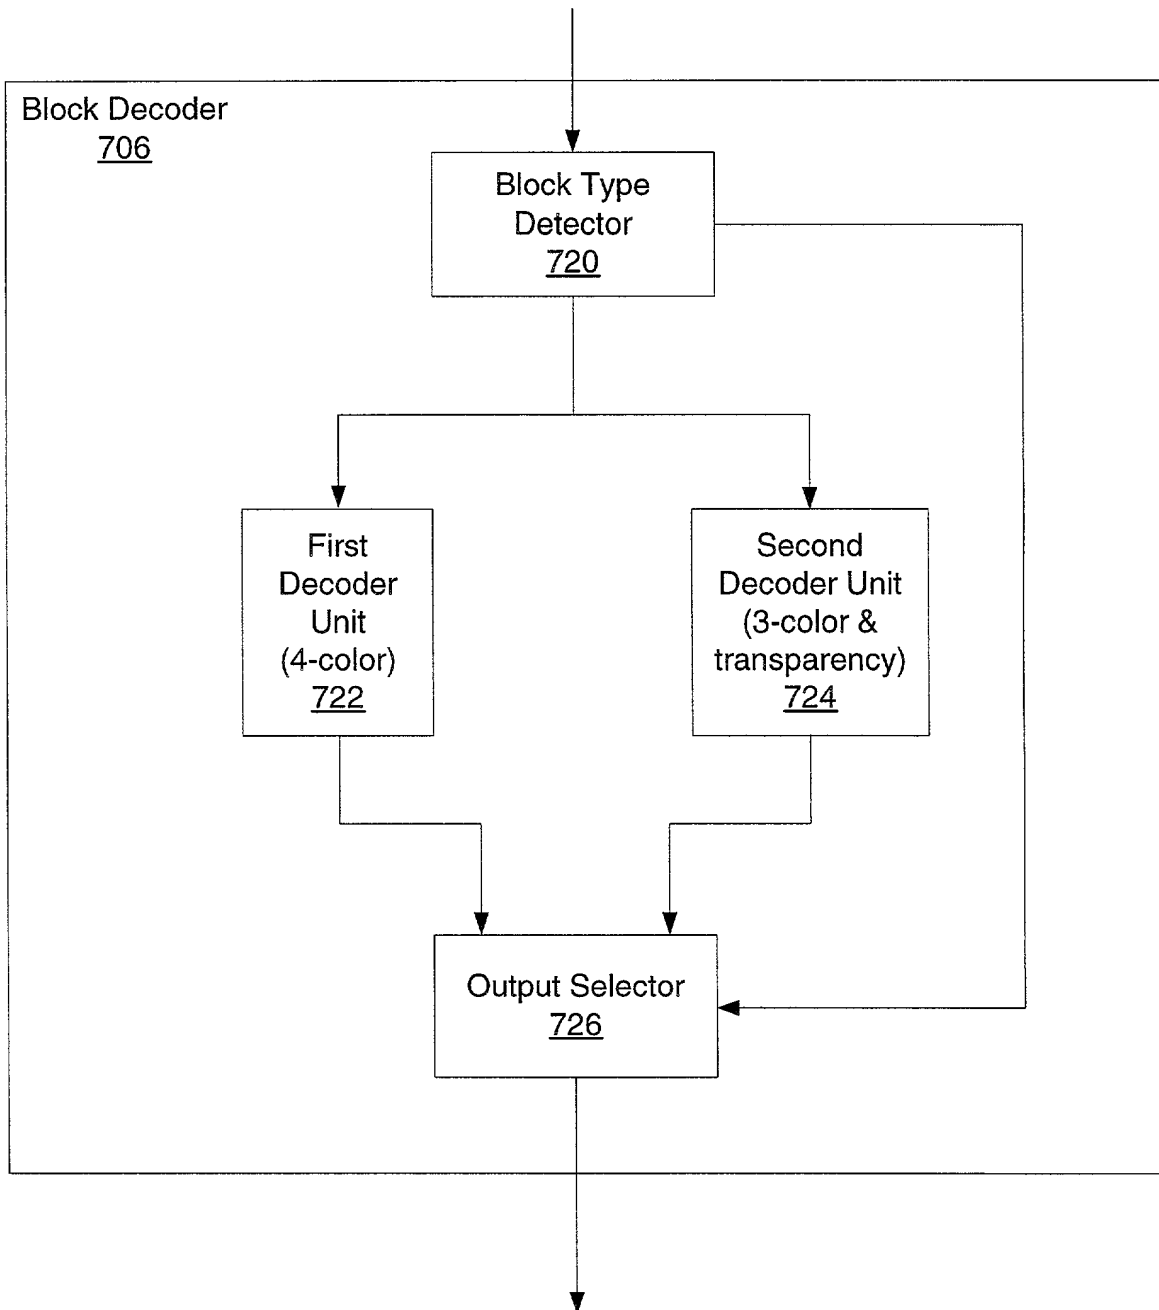 Block Decoder
706
Block Type
Detector
720
First
Decoder
Unit
(4-color)
722
Second
Decoder Unit
(3-color &
transparency)
724
Output Selector
726